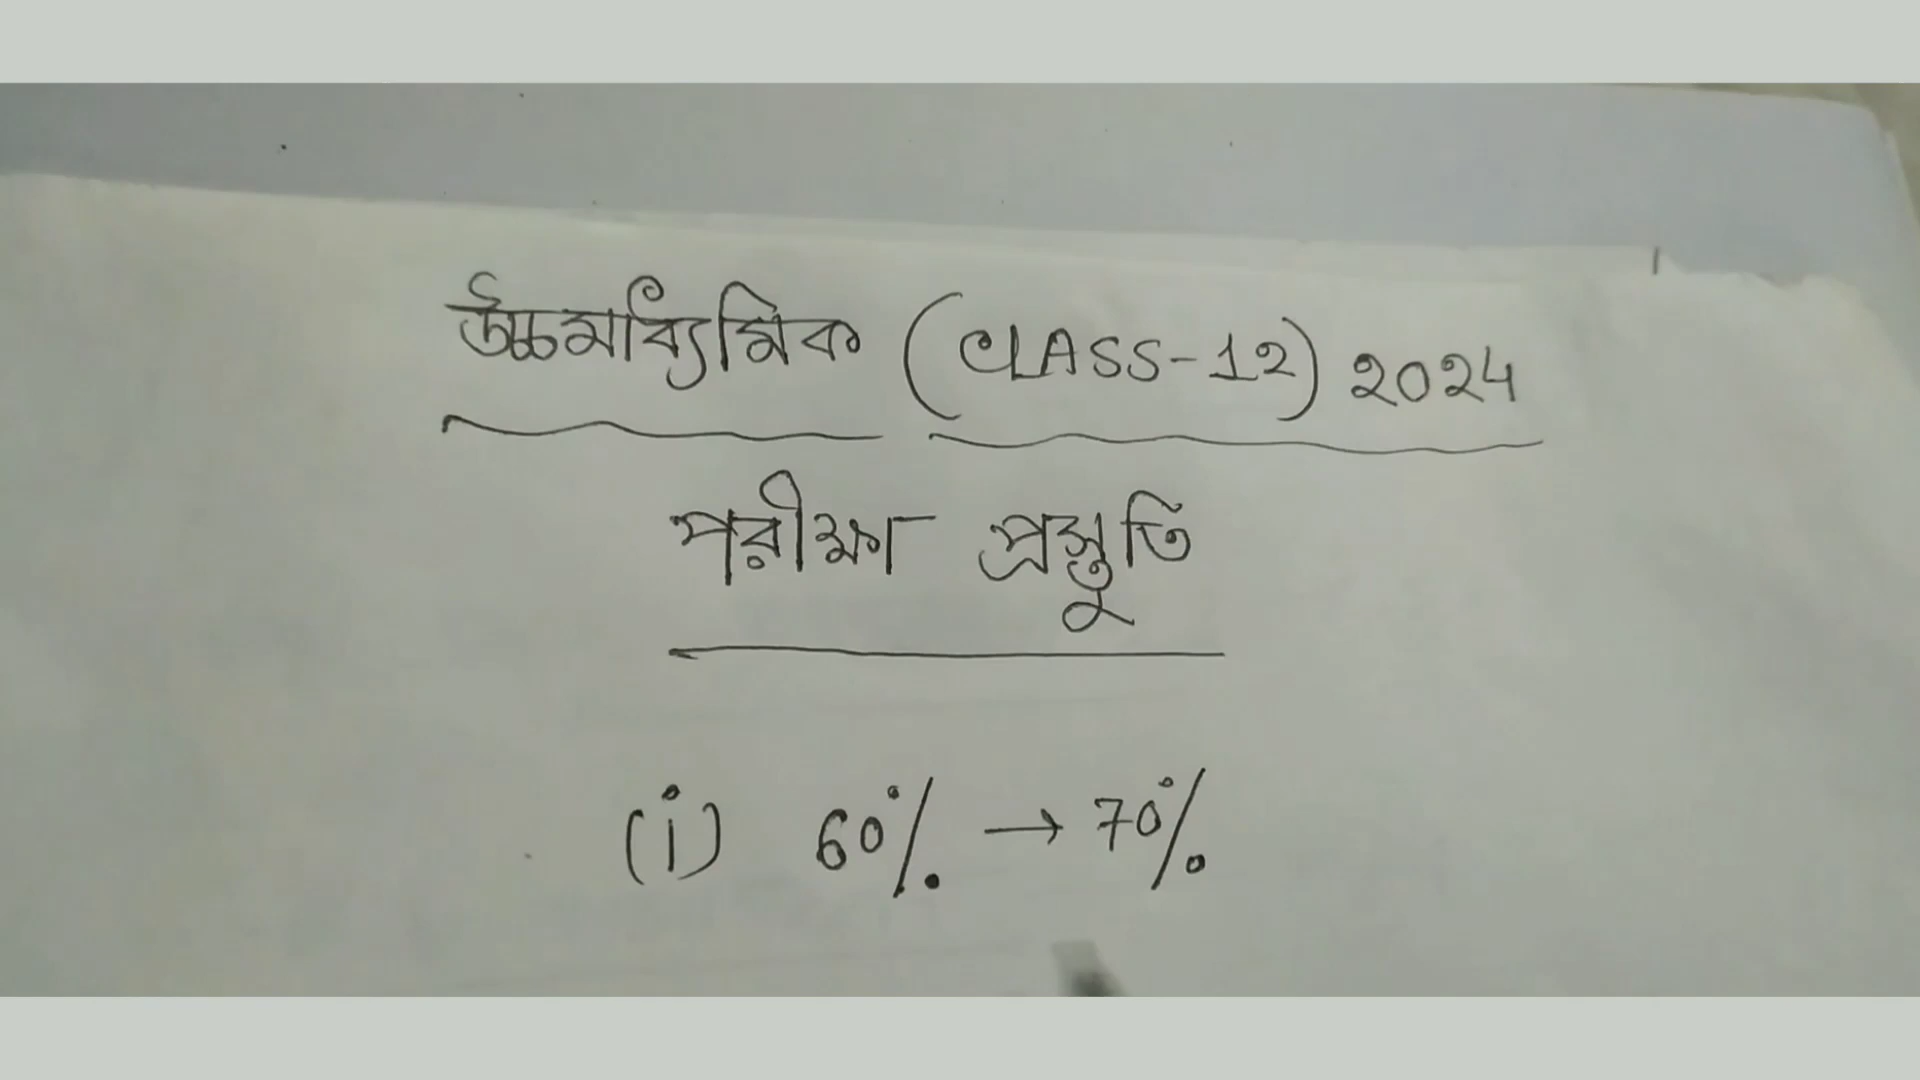 উচ্চমাধ্যমিক (CLASS-12) 2024
পরীক্ষা প্রস্তুতি
(i) 60% → 70%